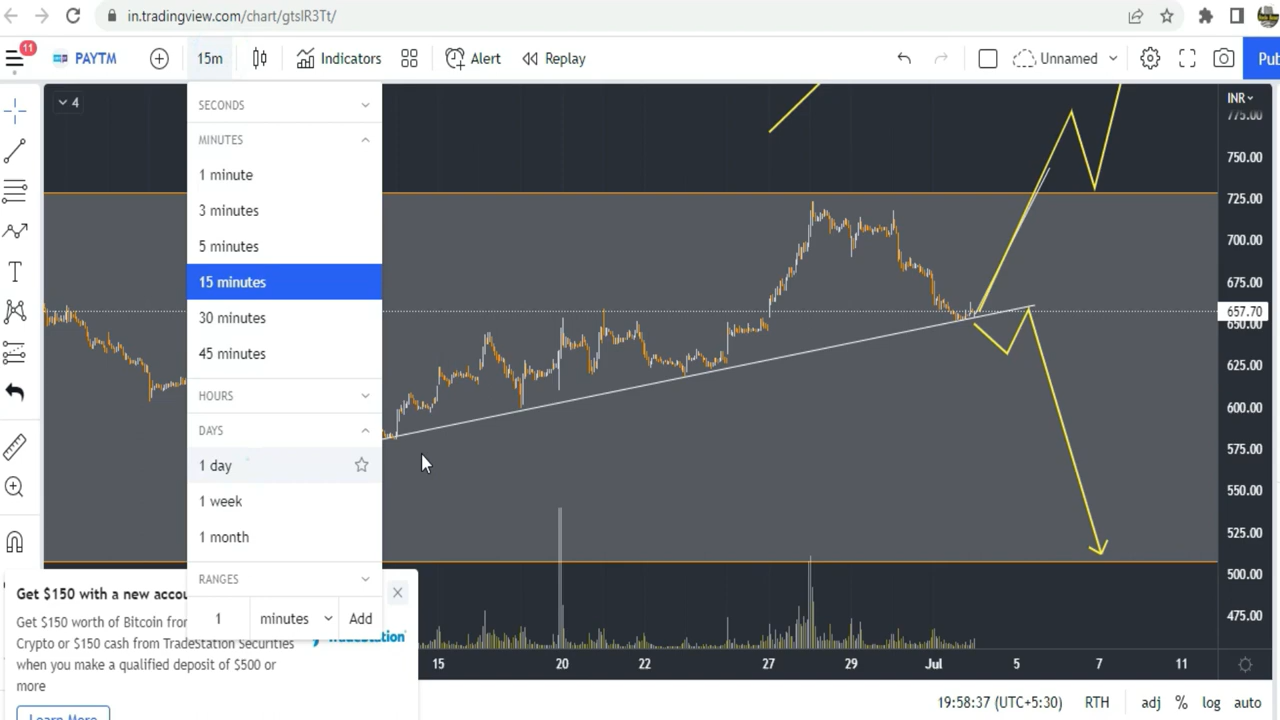 in.tradingview.com/chart/gtslR3Tt/
11
PAYTM
15m
Indicators
Alert
Replay
Unnamed
Pub
4
INR
SECONDS
MINUTES
1 minute
3 minutes
5 minutes
15 minutes
30 minutes
45 minutes
HOURS
DAYS
1 day
1 week
1 month
RANGES
1 minutes Add
775.00
750.00
725.00
700.00
675.00
657.70
650.00
625.00
600.00
575.00
550.00
525.00
500.00
475.00
Get $150 with a new accou
Get $150 worth of Bitcoin from
Crypto or $150 cash from TradeStation Securities
when you make a qualified deposit of $500 or
more
Learn More
TradeStation
15 20 22 27 29 Jul 5 7 11
19:58:37 (UTC+5:30) RTH adj % log auto